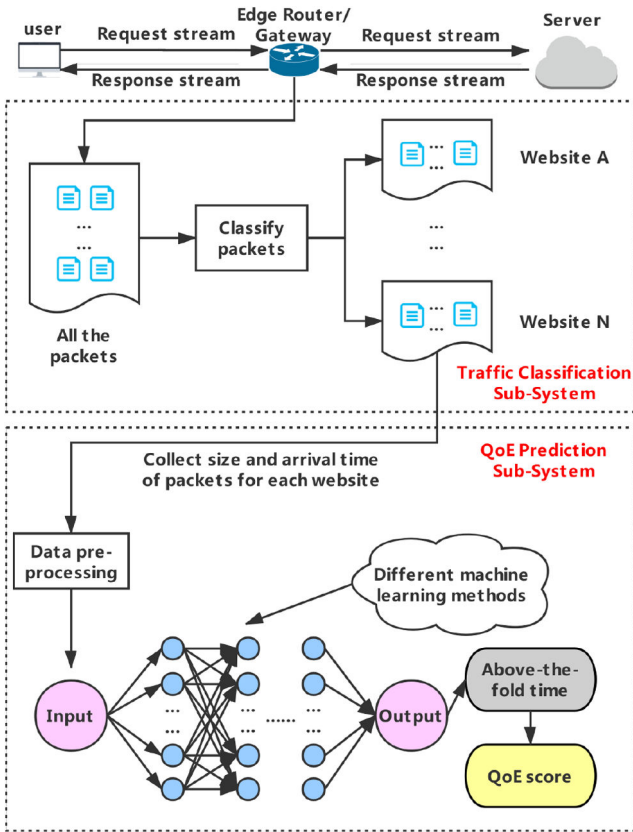 user
Request stream
Response stream
Edge Router/
Gateway
Request stream
Response stream
Server
All the
packets
...
...
Classify
packets
...
...
Website A
...
...
...
...
Website N
Traffic Classification
Sub-System
Collect size and arrival time
of packets for each website
QoE Prediction
Sub-System
Data pre-
processing
Different machine
learning methods
Input
...
...
...
...
......
...
...
Output
Above-the-
fold time
QoE score